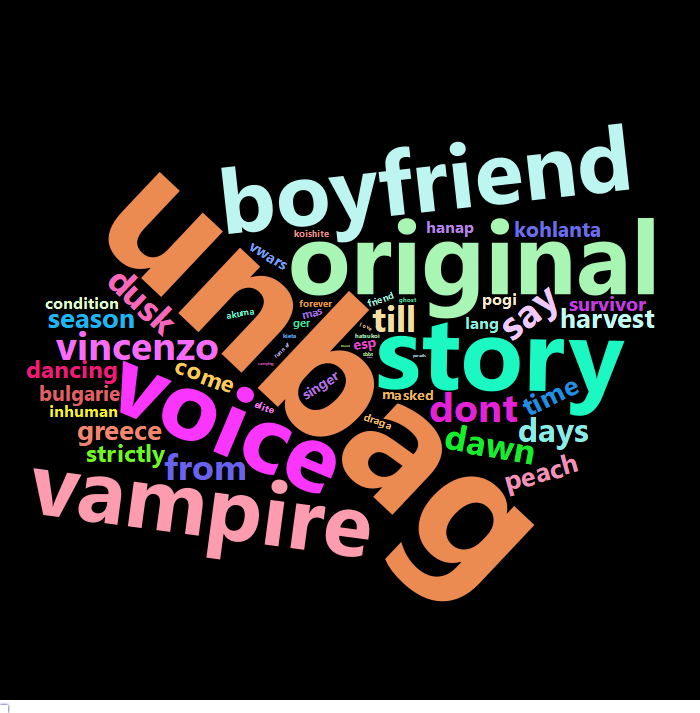 boyfriend
unbag
original
koishite
hanap
kohlanta
vwars
dusk
condition
season
akuma
forever
mas
ger
friend
ghost
till
pogi
say
survivor
lang
harvest
story
vincenzo
esp
dancing
come
voice
singer
bulgarie
inhuman
elite
masked
dont
time
drag
greece
strictly
from
dawn
days
peach
vampire